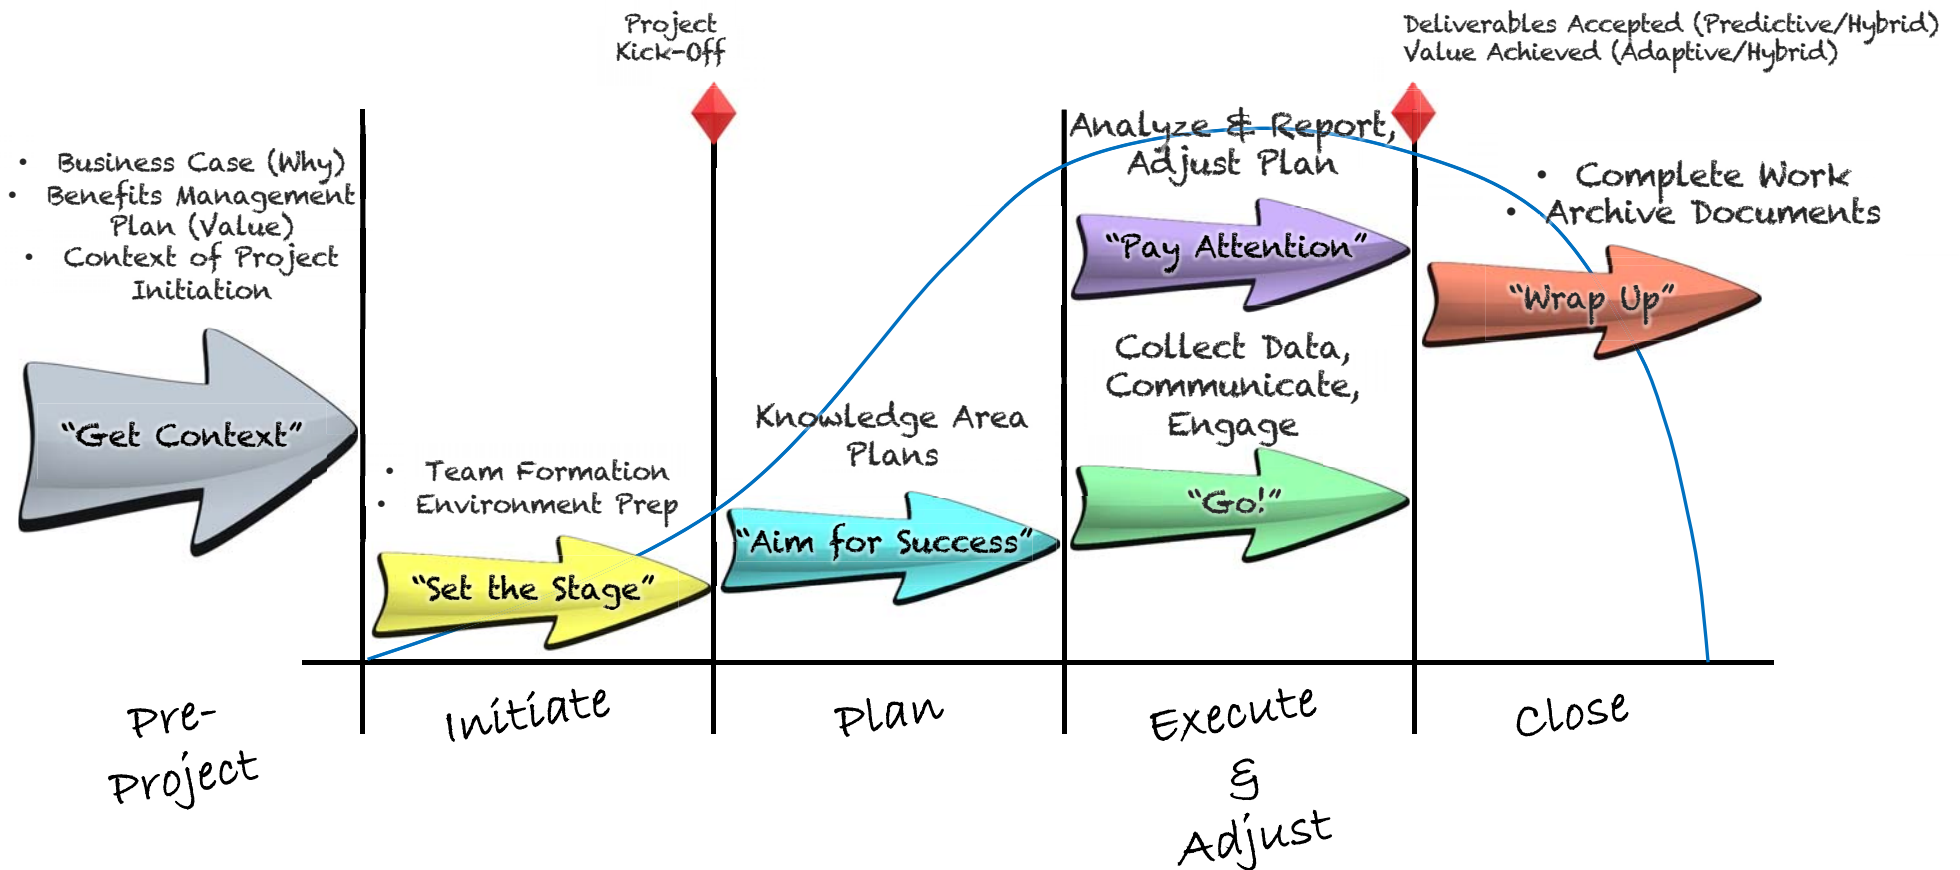 Project
Kick-Off
Deliverables Accepted (Predictive/Hybrid)
Value Achieved (Adaptive/Hybrid)
• Business Case (Why)
• Benefits Management
Plan (Value)
• Context of Project
Initiation
"Get Context"
• Team Formation
• Environment Prep
"Set the Stage"
Knowledge Area
Plans
"Aim for Success"
Analyze & Report,
Adjust Plan
"Pay Attention"
Collect Data,
Communicate,
Engage
"Go!"
• Complete Work
• Archive Documents
"Wrap Up"
Pre-
Project
Initiate
Plan
Execute
&
Adjust
Close